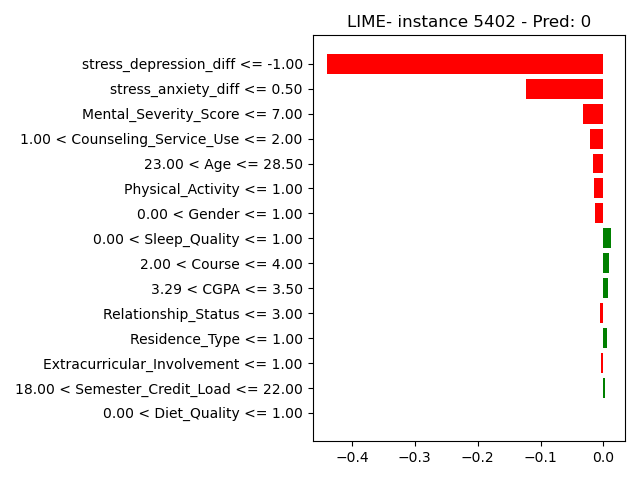 LIME- instance 5402 - Pred: 0
stress_depression_diff <= -1.00
stress_anxiety_diff <= 0.50
Mental_Severity_Score <= 7.00
1.00 < Counseling_Service_Use <= 2.00
23.00 < Age <= 28.50
Physical_Activity <= 1.00
0.00 < Gender <= 1.00
0.00 < Sleep_Quality <= 1.00
2.00 < Course <= 4.00
3.29 < CGPA <= 3.50
Relationship_Status <= 3.00
Residence_Type <= 1.00
Extracurricular_Involvement <= 1.00
18.00 < Semester_Credit_Load <= 22.00
0.00 < Diet_Quality <= 1.00
−0.4 −0.3 −0.2 −0.1 0.0